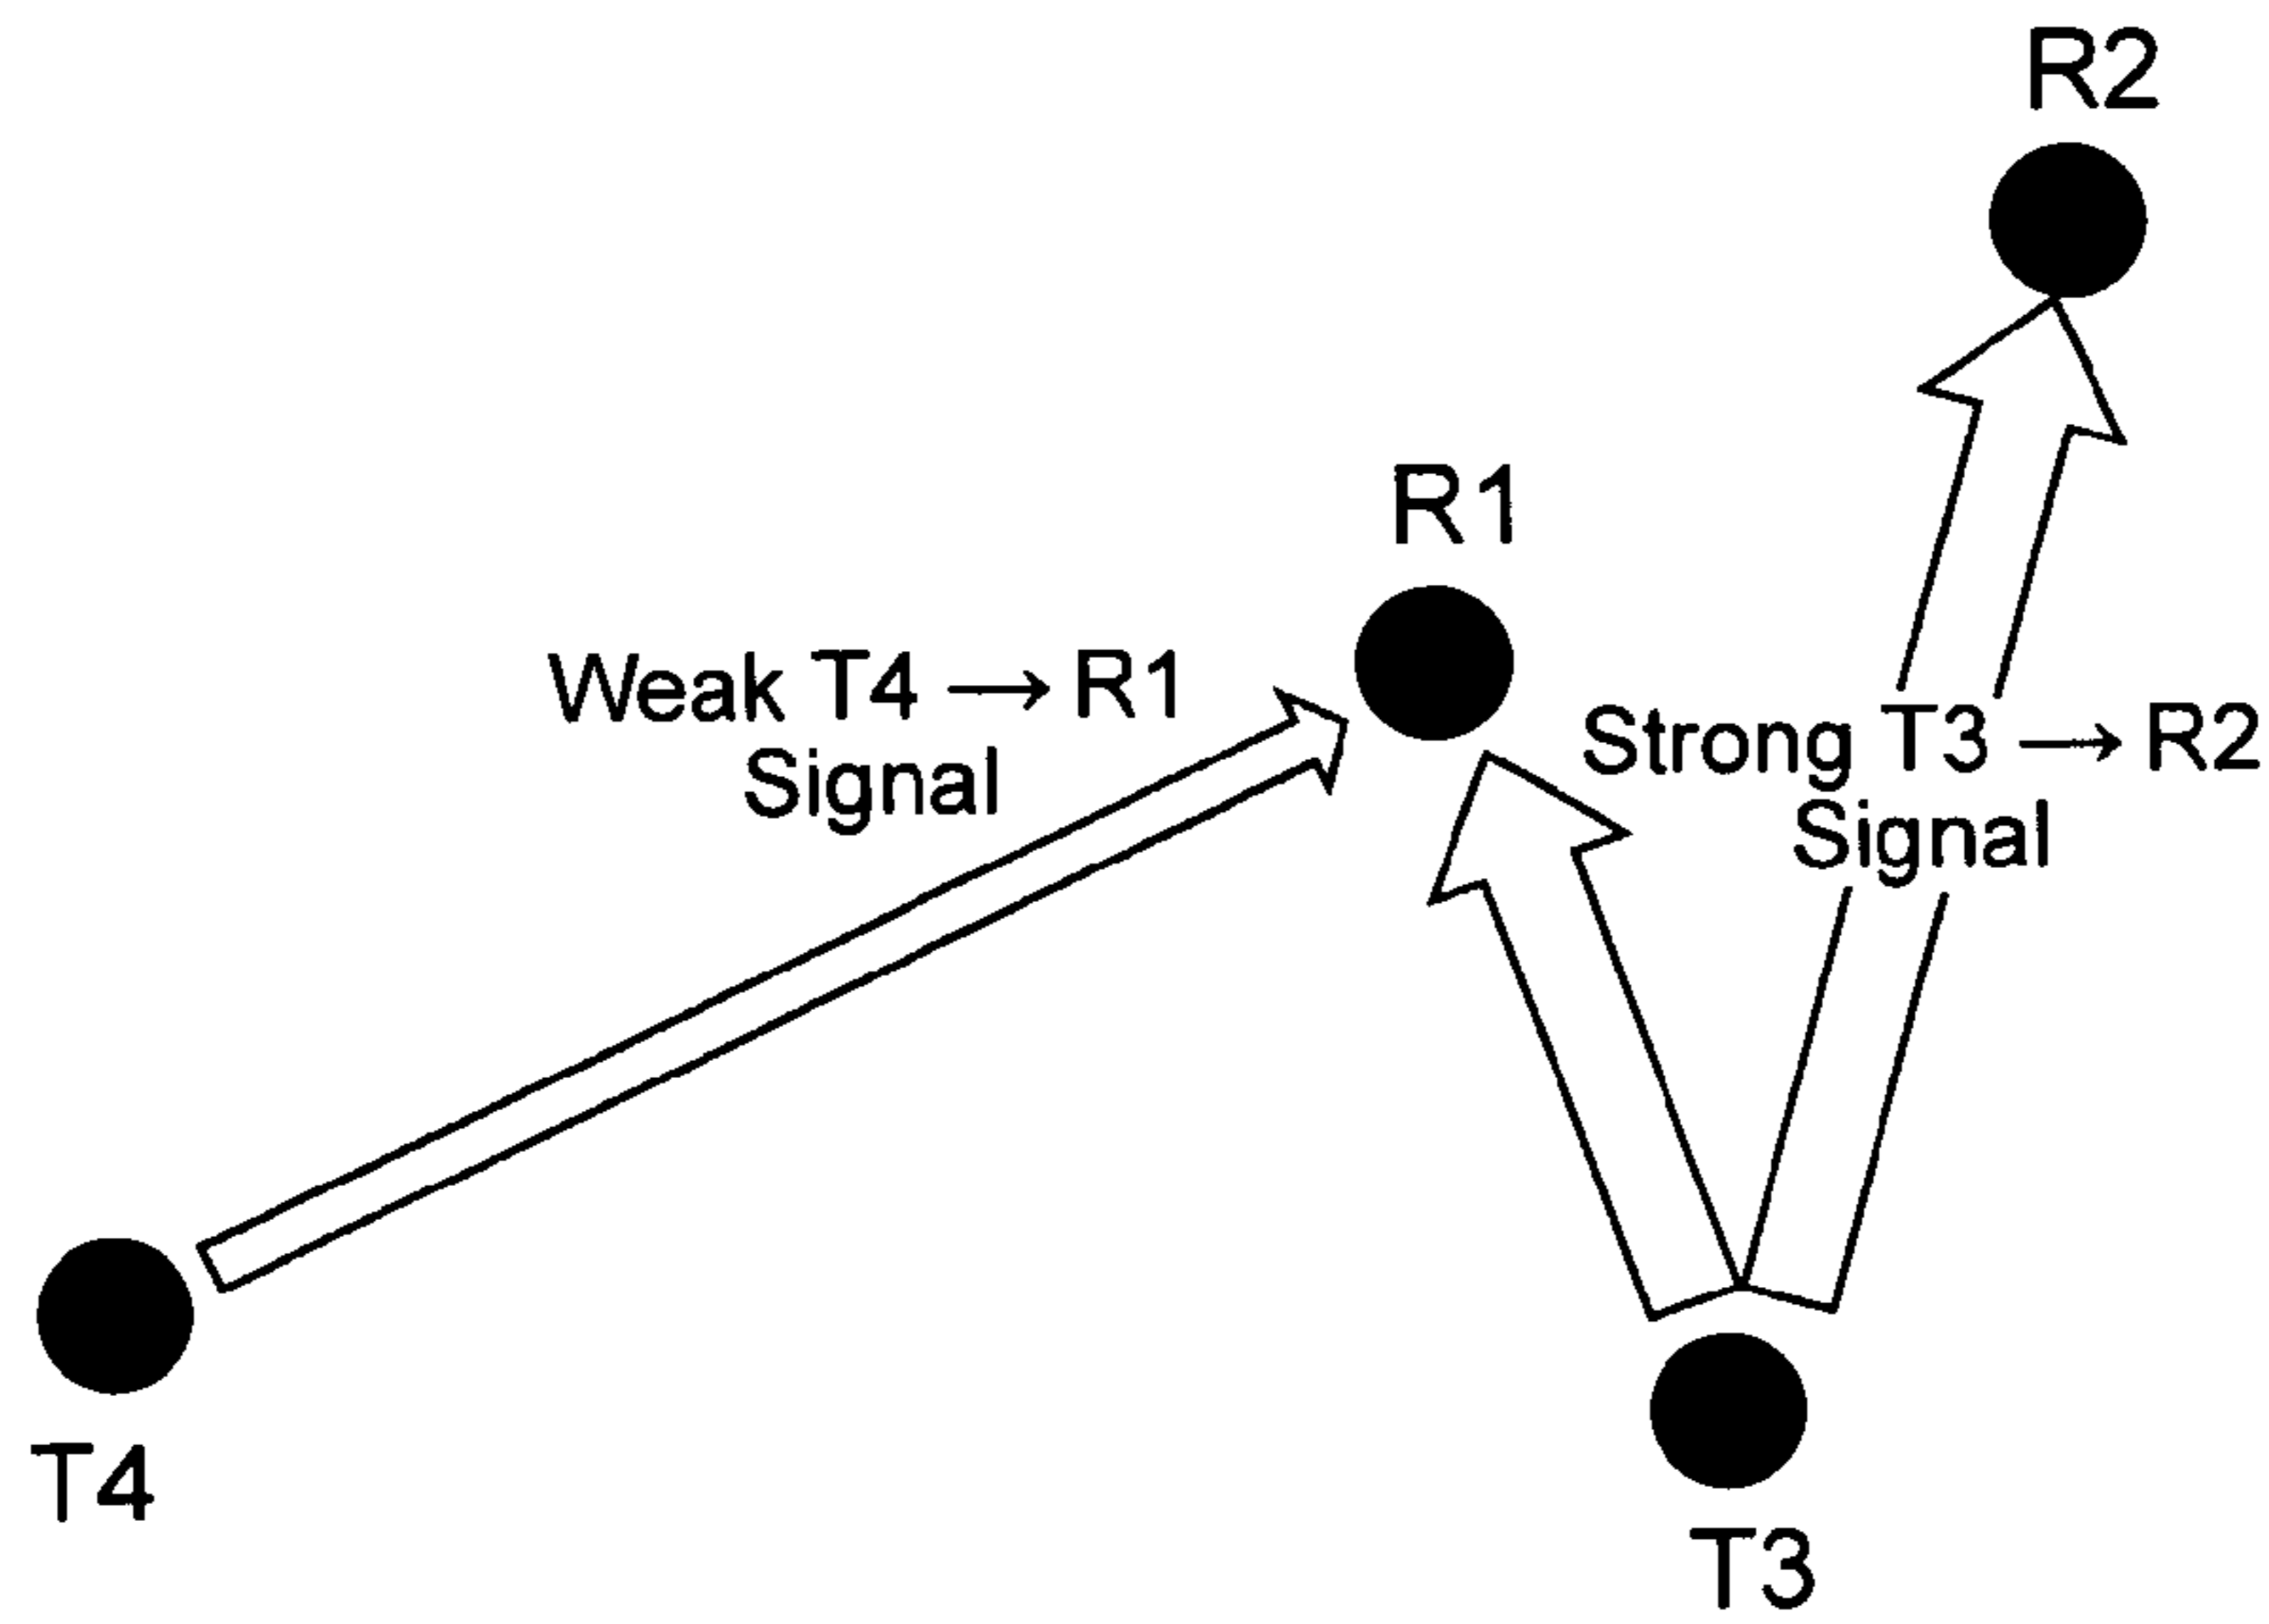 R2
R1
Weak T4 → R1
Signal
Strong T3 → R2
Signal
T4
T3